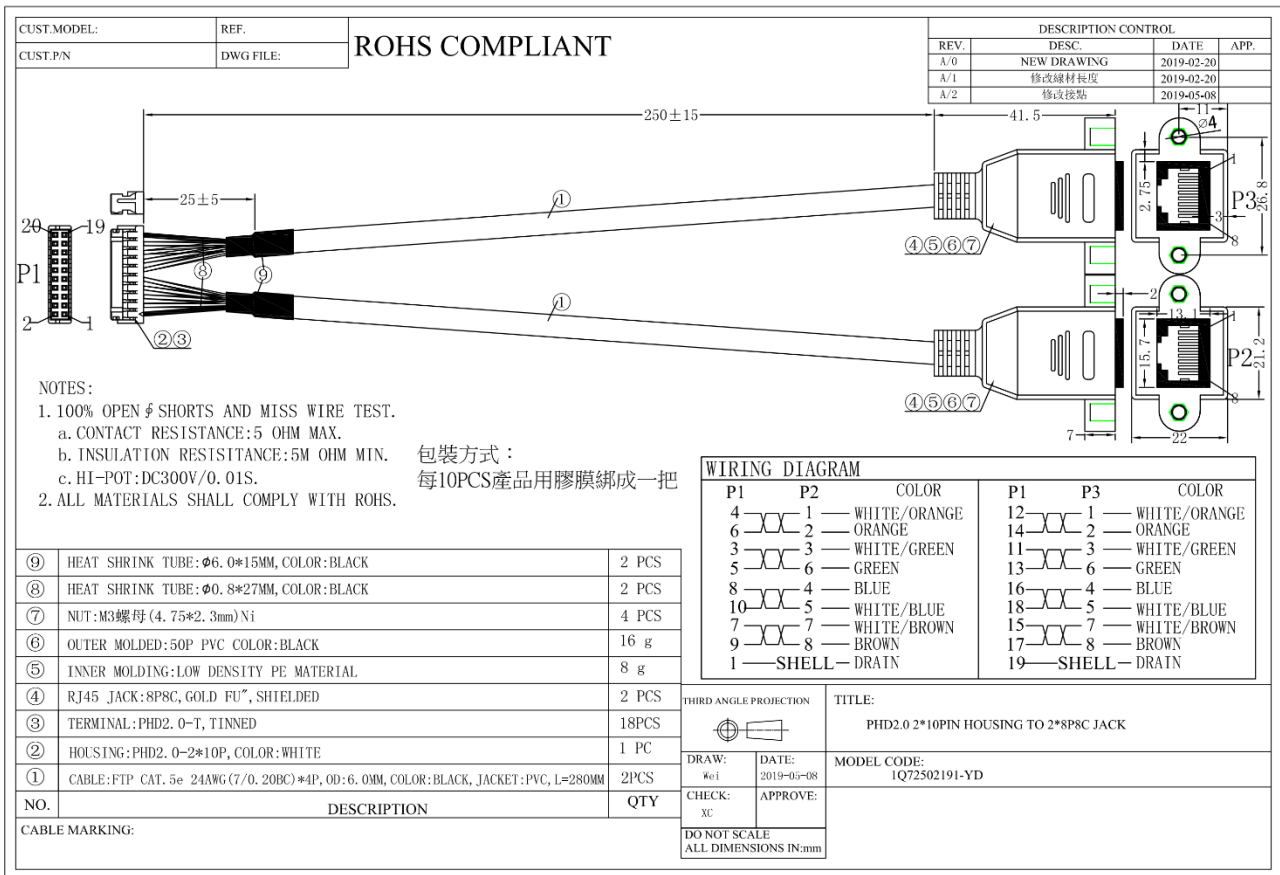 CUST.MODEL:
REF.
CUST.P/N
DWG FILE:
ROHS COMPLIANT
DESCRIPTION CONTROL
REV. DESC. DATE APP.
A/0 NEW DRAWING 2019-02-20
A/1 修改線材長度 2019-02-20
A/2 修改接點 2019-05-08
250±15
41.5
11
ø4
25±5
①
2.75
26.8
1
P3
3
8
20
19
P1
2
1
⑧
⑨
②③
④⑤⑥⑦
①
2
13.1
1
15.7
P2
21.2
8
④⑤⑥⑦
7
22
NOTES:
1. 100% OPEN ∮ SHORTS AND MISS WIRE TEST.
a. CONTACT RESISTANCE:5 OHM MAX.
b. INSULATION RESISITANCE:5M OHM MIN.
c. HI-POT:DC300V/0.01S.
2. ALL MATERIALS SHALL COMPLY WITH ROHS.
包裝方式：
每10PCS產品用膠膜綁成一把
WIRING DIAGRAM
P1 P2 COLOR
4 1 WHITE/ORANGE
6 2 ORANGE
3 3 WHITE/GREEN
5 6 GREEN
8 4 BLUE
10 5 WHITE/BLUE
7 7 WHITE/BROWN
9 8 BROWN
1 SHELL DRAIN
P1 P3 COLOR
12 1 WHITE/ORANGE
14 2 ORANGE
11 3 WHITE/GREEN
13 6 GREEN
16 4 BLUE
18 5 WHITE/BLUE
15 7 WHITE/BROWN
17 8 BROWN
19 SHELL DRAIN
⑨ HEAT SHRINK TUBE:φ6.0*15MM,COLOR:BLACK 2 PCS
⑧ HEAT SHRINK TUBE:φ0.8*27MM,COLOR:BLACK 2 PCS
⑦ NUT:M3螺母(4.75*2.3mm)Ni 4 PCS
⑥ OUTER MOLDED:50P PVC COLOR:BLACK 16 g
⑤ INNER MOLDING:LOW DENSITY PE MATERIAL 8 g
④ RJ45 JACK:8P8C,GOLD FU″,SHIELDED 2 PCS
③ TERMINAL:PHD2.0-T,TINNED 18PCS
② HOUSING:PHD2.0-2*10P,COLOR:WHITE 1 PC
① CABLE:FTP CAT.5e 24AWG(7/0.20BC)*4P,OD:6.0MM,COLOR:BLACK,JACKET:PVC,L=280MM 2PCS
NO. DESCRIPTION QTY
CABLE MARKING:
THIRD ANGLE PROJECTION
TITLE:
PHD2.0 2*10PIN HOUSING TO 2*8P8C JACK
DRAW:
Wei
DATE:
2019-05-08
MODEL CODE:
1Q72502191-YD
CHECK:
XC
APPROVE:
DO NOT SCALE
ALL DIMENSIONS IN:mm